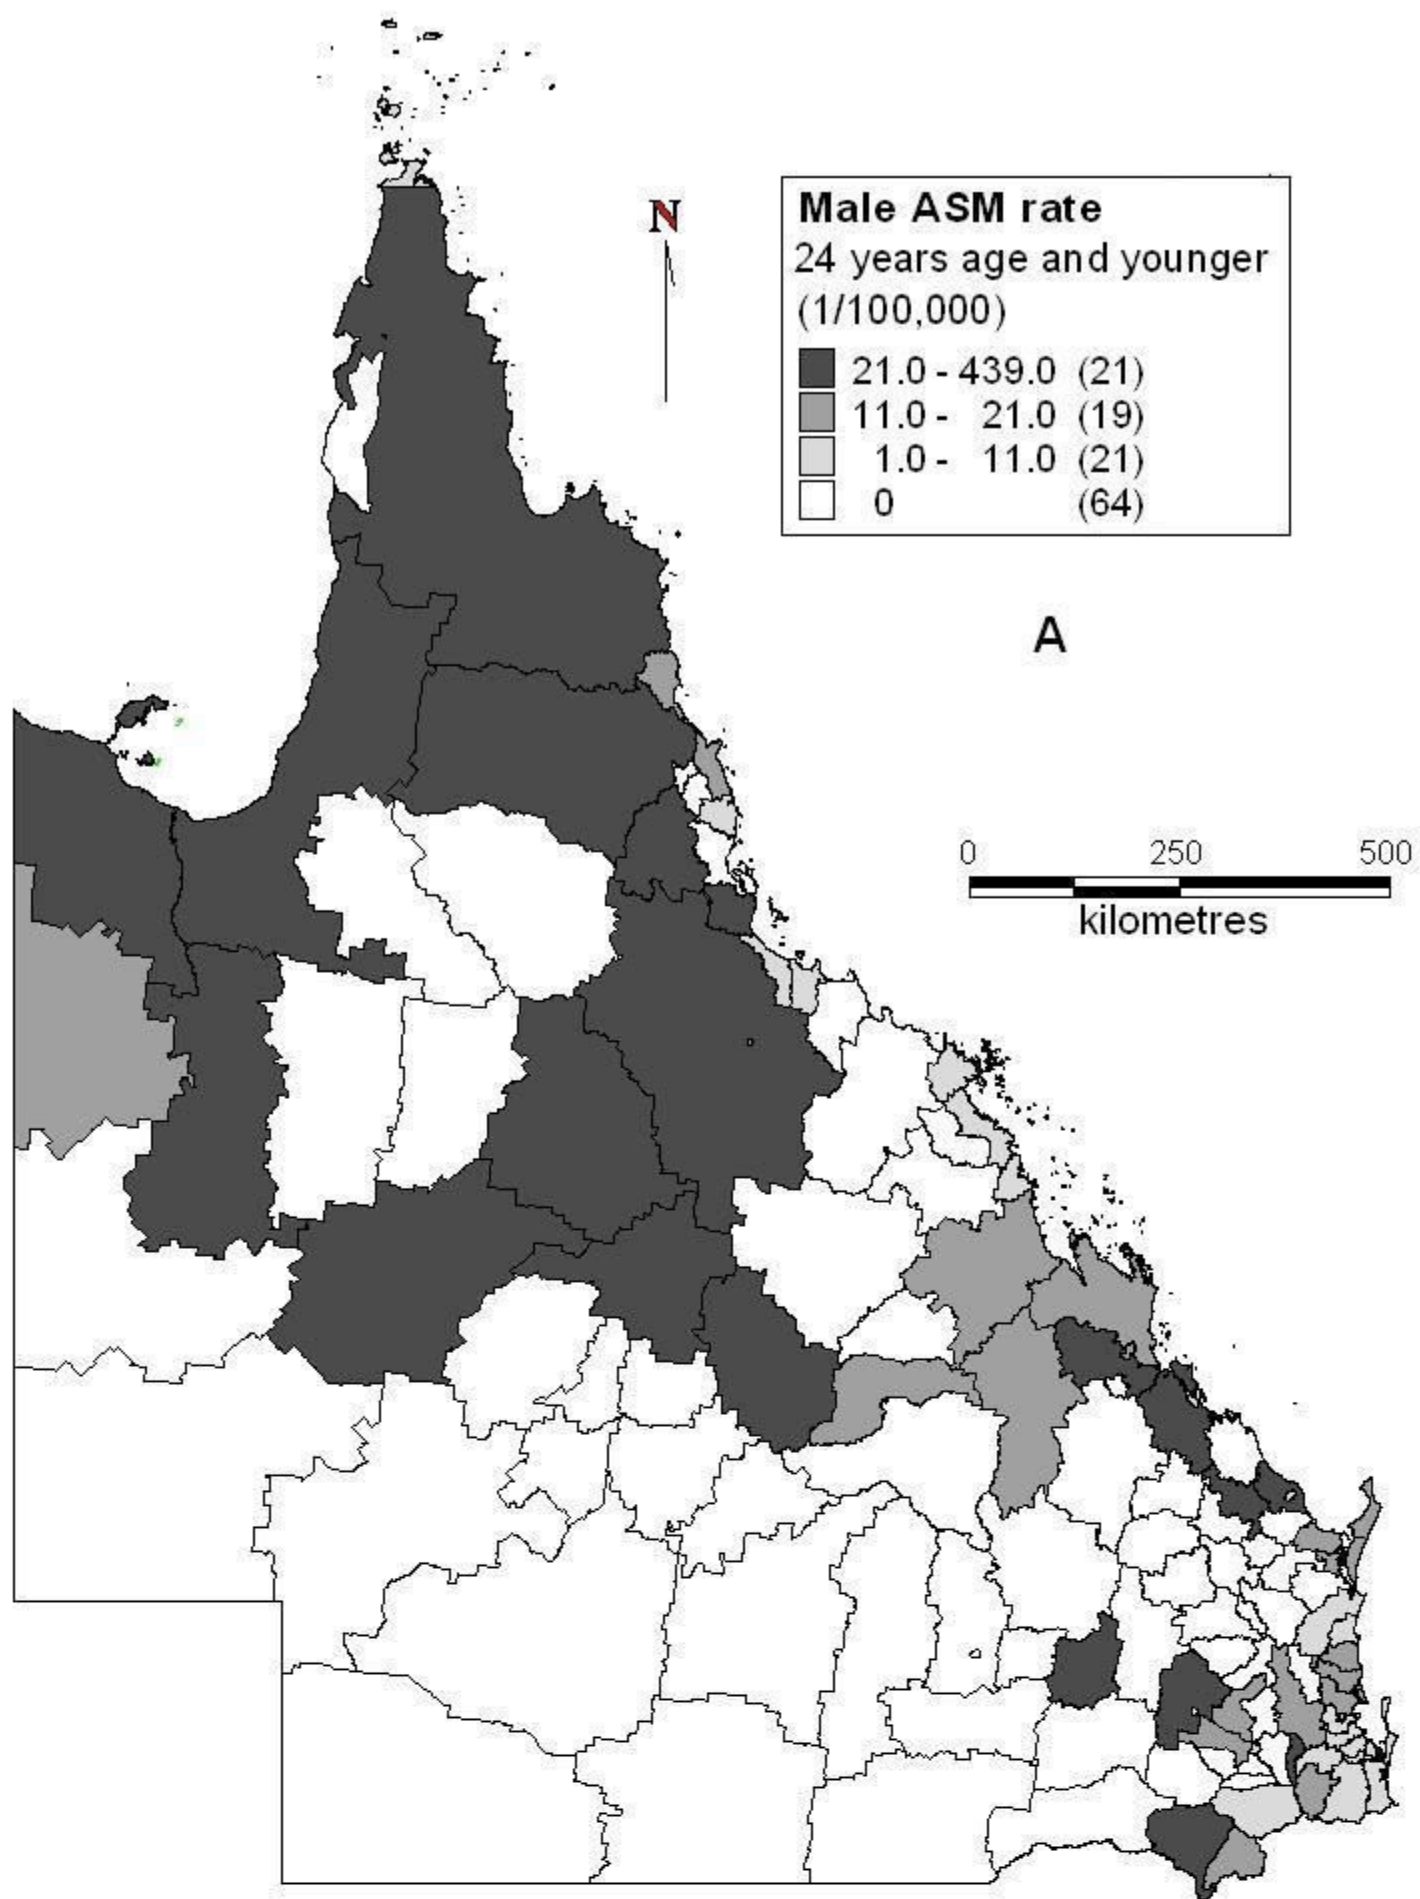 N
Male ASM rate
24 years age and younger
(1/100,000)
21.0 - 439.0 (21)
11.0 - 21.0 (19)
1.0 - 11.0 (21)
0 (64)
A
0 250 500
kilometres